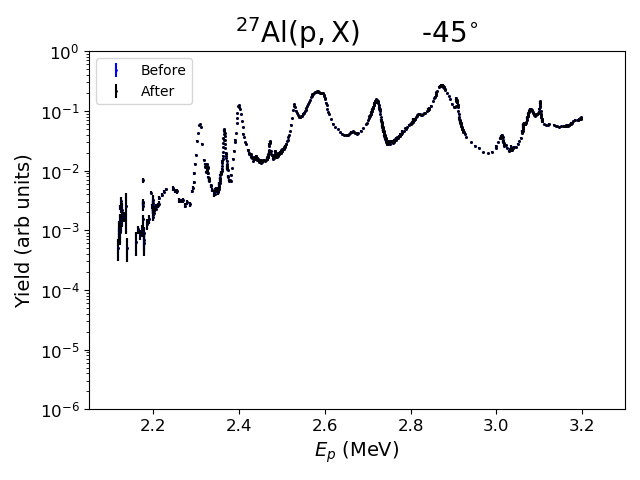 ²⁷Al(p, X) -45°
Before
After
Yield (arb units)
10⁰
10⁻¹
10⁻²
10⁻³
10⁻⁴
10⁻⁵
10⁻⁶
2.2 2.4 2.6 2.8 3.0 3.2
Eₚ (MeV)